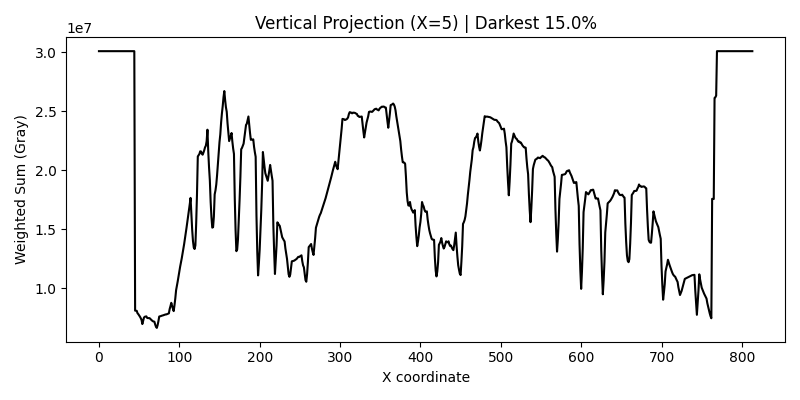 Vertical Projection (X=5) | Darkest 15.0%
1e7
3.0
2.5
2.0
1.5
1.0
Weighted Sum (Gray)
0 100 200 300 400 500 600 700 800
X coordinate